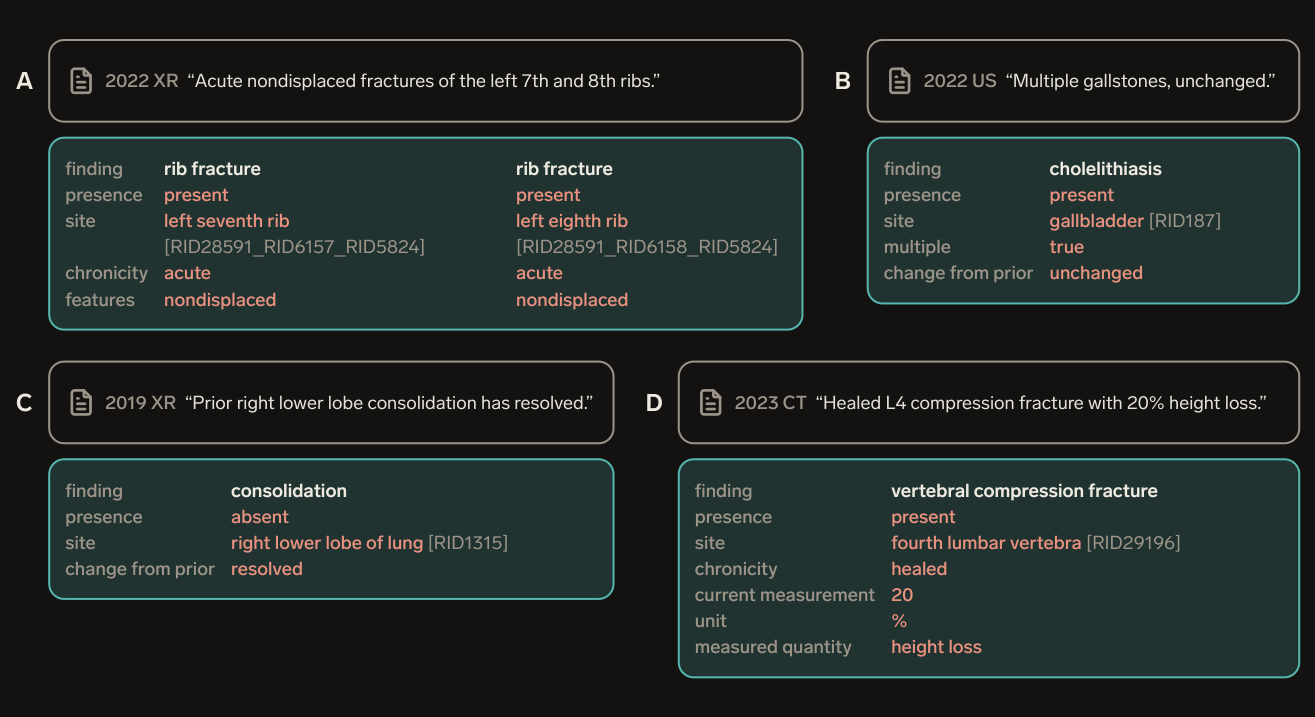 A
2022 XR “Acute nondisplaced fractures of the left 7th and 8th ribs.”
finding rib fracture rib fracture
presence present present
site left seventh rib left eighth rib
[RID28591_RID6157_RID5824] [RID28591_RID6158_RID5824]
chronicity acute acute
features nondisplaced nondisplaced
B
2022 US “Multiple gallstones, unchanged.”
finding cholelithiasis
presence present
site gallbladder [RID187]
multiple true
change from prior unchanged
C
2019 XR “Prior right lower lobe consolidation has resolved.”
finding consolidation
presence absent
site right lower lobe of lung [RID1315]
change from prior resolved
D
2023 CT “Healed L4 compression fracture with 20% height loss.”
finding vertebral compression fracture
presence present
site fourth lumbar vertebra [RID29196]
chronicity healed
current measurement 20
unit %
measured quantity height loss